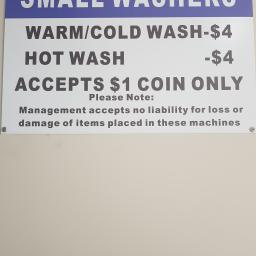 SMALL WASHERS
WARM/COLD WASH-$4
HOT WASH -$4
ACCEPTS $1 COIN ONLY
Please Note:
Management accepts no liability for loss or
damage of items placed in these machines